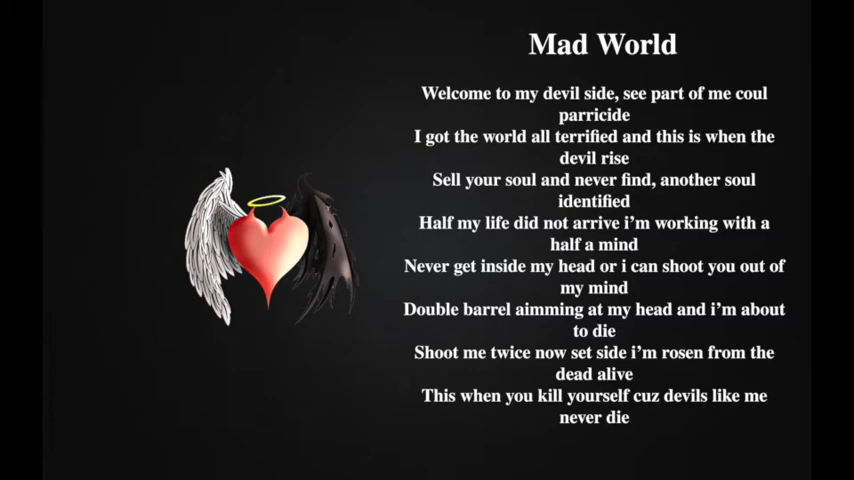 Mad World
Welcome to my devil side, see part of me coul
parricide
I got the world all terrified and this is when the
devil rise
Sell your soul and never find, another soul
identified
Half my life did not arrive i'm working with a
half a mind
Never get inside my head or i can shoot you out of
my mind
Double barrel aimming at my head and i'm about
to die
Shoot me twice now set side i'm rosen from the
dead alive
This when you kill yourself cuz devils like me
never die